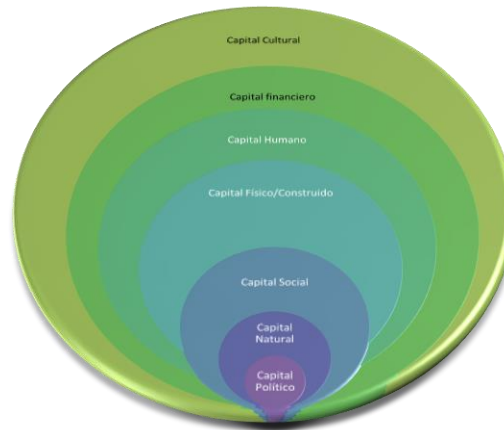 Capital Cultural
Capital financiero
Capital Humano
Capital Físico/Construido
Capital Social
Capital
Natural
Capital
Político